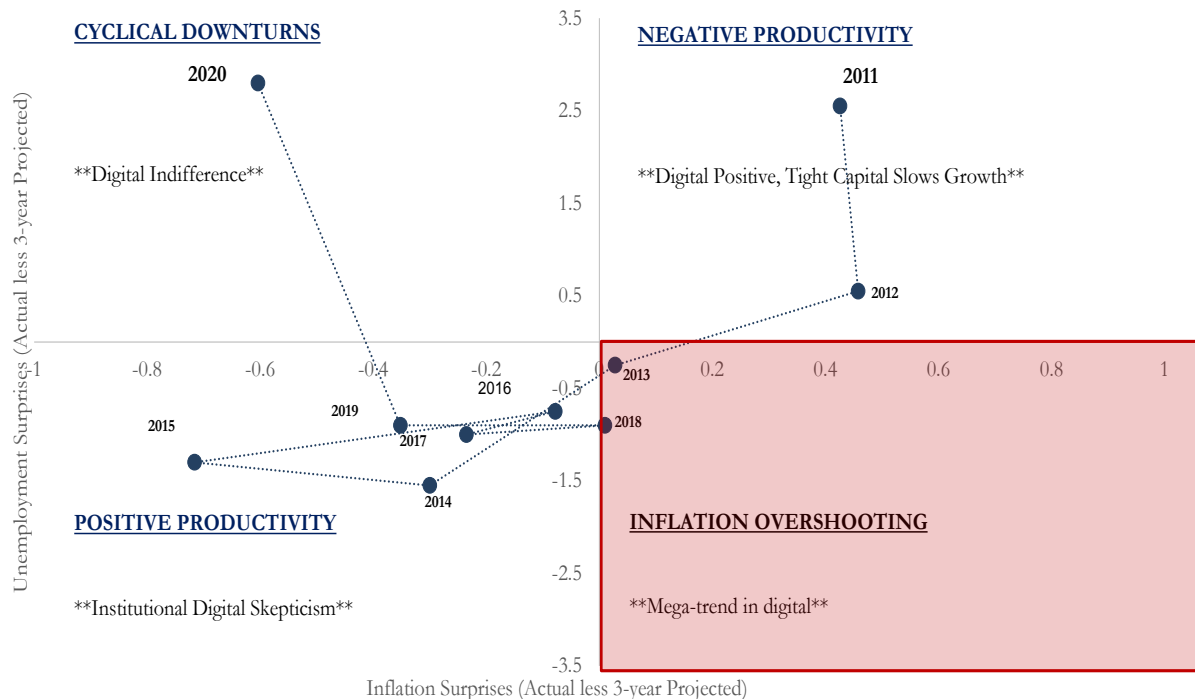 3.5
CYCLICAL DOWNTURNS
NEGATIVE PRODUCTIVITY
2020
2011
2.5
**Digital Indifference**
**Digital Positive, Tight Capital Slows Growth**
1.5
0.5
2012
-1
-0.8
-0.6
-0.4
-0.2
0
0.2
0.4
0.6
0.8
1
2013
-0.5
2016
2019
2015
2017
2018
-1.5
2014
POSITIVE PRODUCTIVITY
INFLATION OVERSHOOTING
-2.5
**Institutional Digital Skepticism**
**Mega-trend in digital**
-3.5
Unemployment Surprises (Actual less 3-year Projected)
Inflation Surprises (Actual less 3-year Projected)